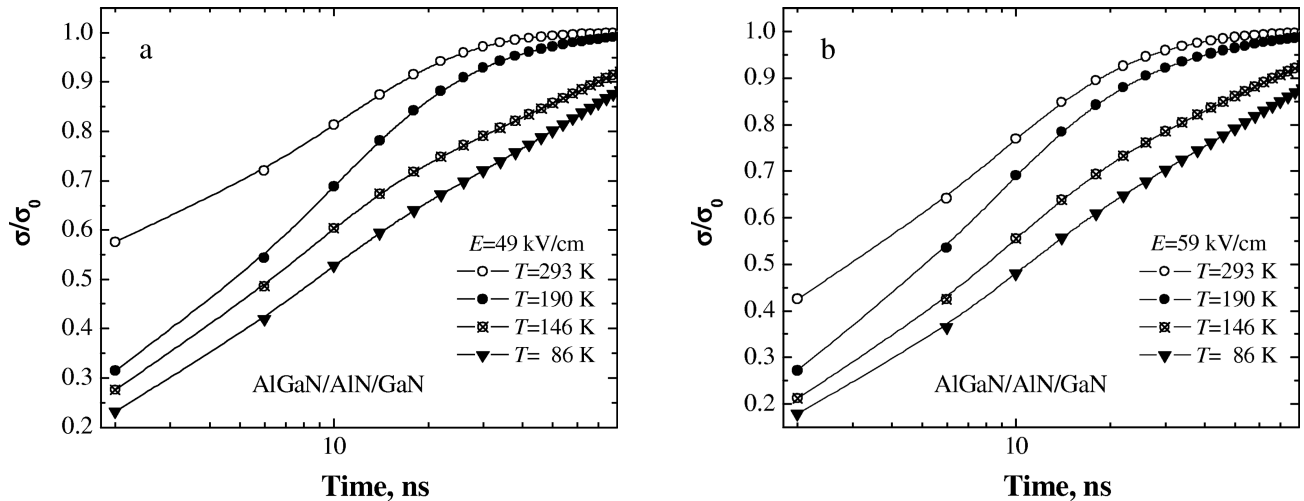 a
1.0
0.9
0.8
0.7
0.6
0.5
0.4
0.3
0.2
σ/σ0
E=49 kV/cm
T=293 K
T=190 K
T=146 K
T= 86 K
AlGaN/AlN/GaN
10
Time, ns
b
1.0
0.9
0.8
0.7
0.6
0.5
0.4
0.3
0.2
σ/σ0
E=59 kV/cm
T=293 K
T=190 K
T=146 K
T= 86 K
AlGaN/AlN/GaN
10
Time, ns